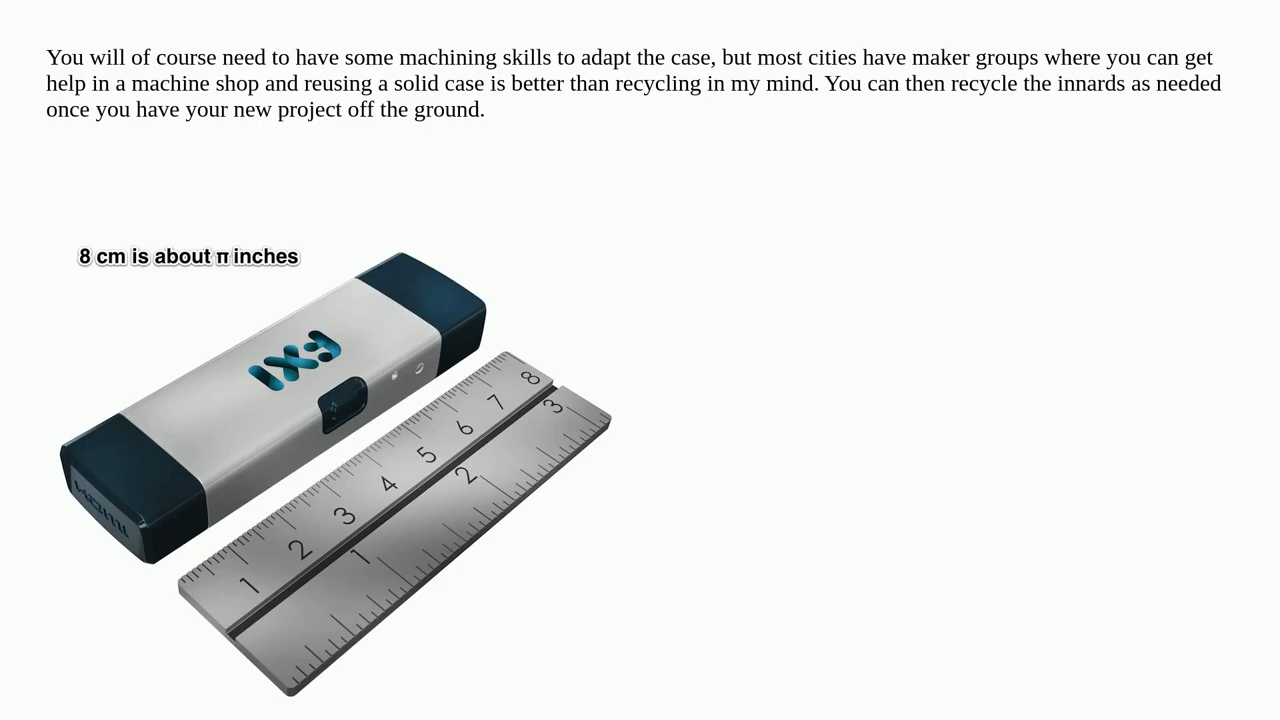 You will of course need to have some machining skills to adapt the case, but most cities have maker groups where you can get
help in a machine shop and reusing a solid case is better than recycling in my mind. You can then recycle the innards as needed
once you have your new project off the ground.
8 cm is about π inches
FXI
HDMI
1 2 3 4 5 6 7 8
1 2 3